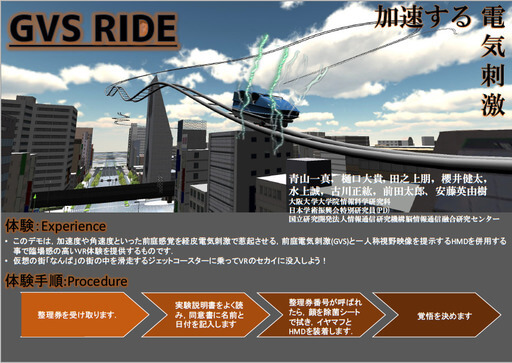 GVS RIDE
加速する電気刺激
青山一真, 樋口大貴, 田之上朋, 櫻井健太,
水上誠, 古川正紘, 前田太郎, 安藤英由樹
大阪大学大学院情報科学研究科
日本学術振興会特別研究員(PD)
国立研究開発法人情報通信研究機構脳情報通信融合研究センター
体験:Experience
• このデモは, 加速度や角速度といった前庭感覚を経皮電気刺激で惹起させる, 前庭電気刺激(GVS)と一人称視野映像を提示するHMDを併用する
事で臨場感の高いVR体験を提供するものです.
• 仮想の街「なんば」の街の中を滑走するジェットコースターに乗ってVRのセカイに没入しよう!
体験手順:Procedure
整理券を受け取ります.
実験説明書をよく読
み, 同意書に名前と
日付を記入します
整理券番号が呼ばれ
たら, 顔を除菌シート
で拭き, イヤマフと
HMDを装着します.
覚悟を決めます